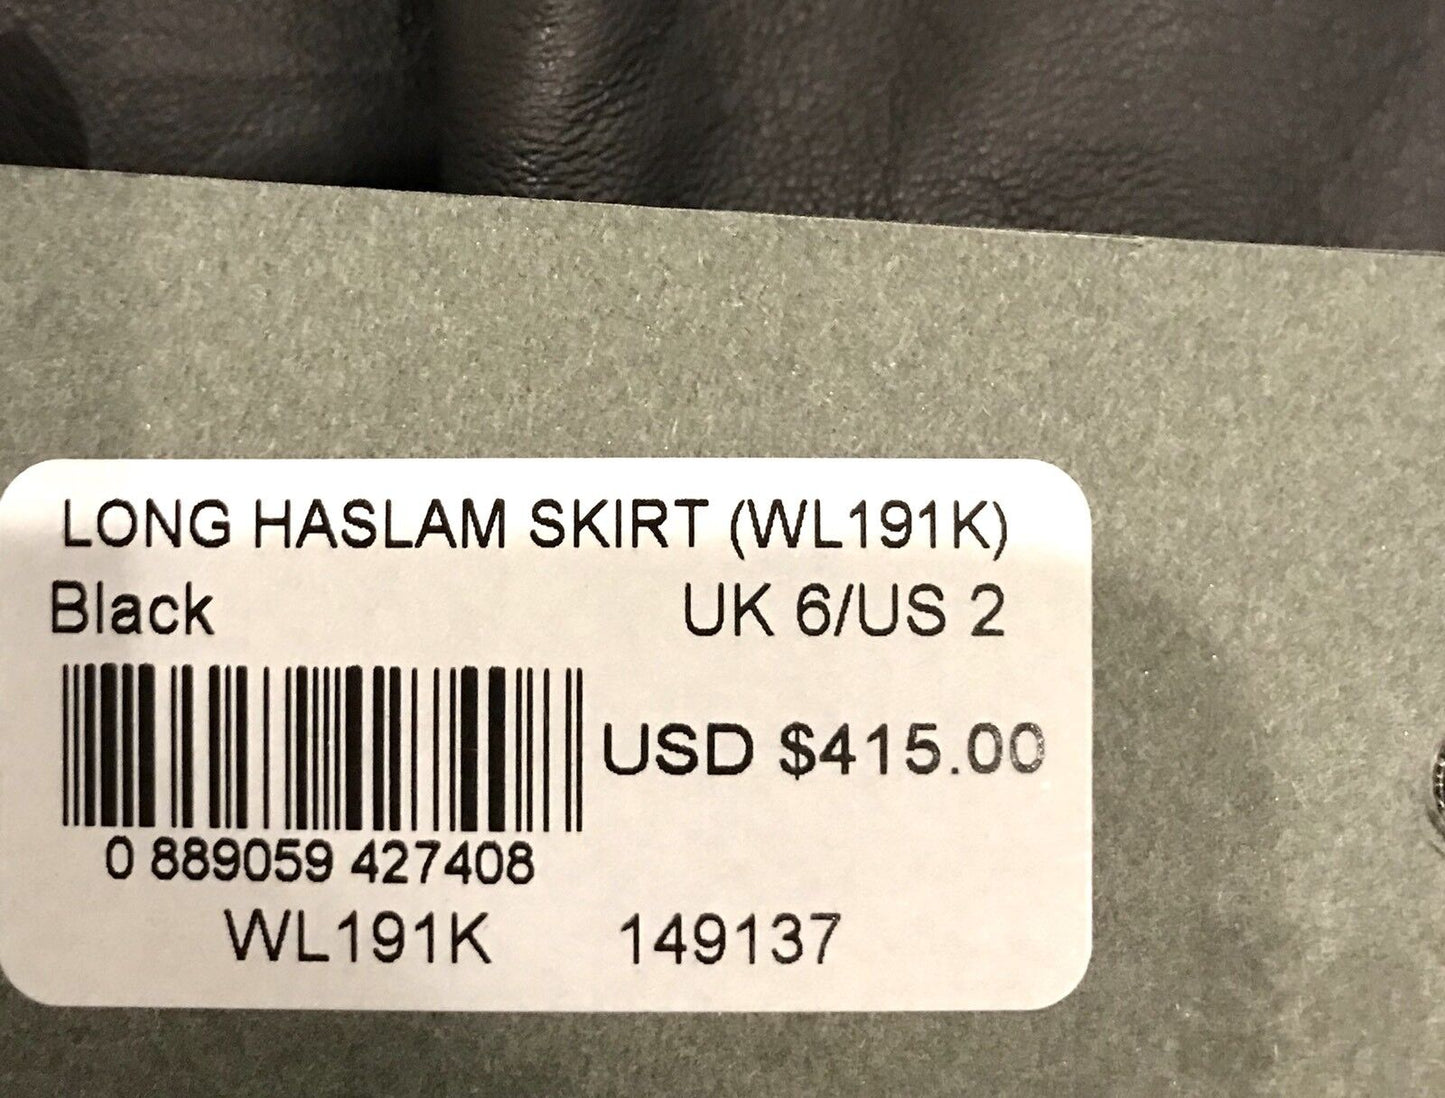 LONG HASLAM SKIRT (WL191K)
Black UK 6/US 2
USD $415.00
0 889059 427408
WL191K 149137